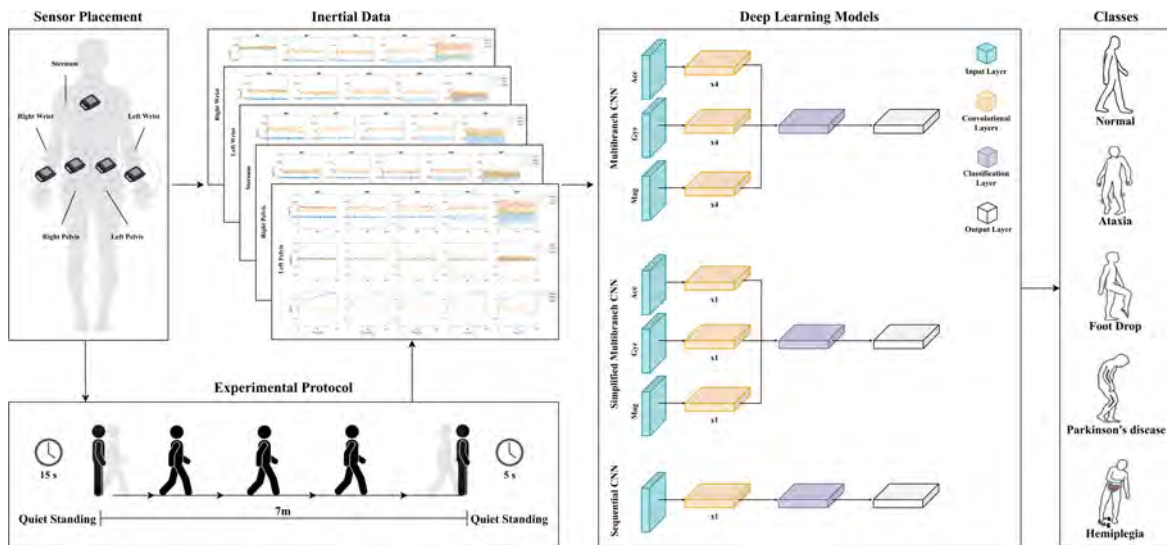 Sensor Placement
Sternum
Right Wrist
Left Wrist
Right Pelvis
Left Pelvis
Inertial Data
Right Wrist
Left Wrist
Sternum
Right Pelvis
Left Pelvis
Experimental Protocol
15 s
5 s
7m
Quiet Standing
Quiet Standing
Deep Learning Models
Multibranch CNN
Acc
x4
Gyr
x4
Mag
x4
Simplified Multibranch CNN
Acc
x1
Gyr
x1
Mag
x1
Sequential CNN
x1
Input Layer
Convolutional
Layers
Classification
Layer
Output Layer
Classes
Normal
Ataxia
Foot Drop
Parkinson's disease
Hemiplegia